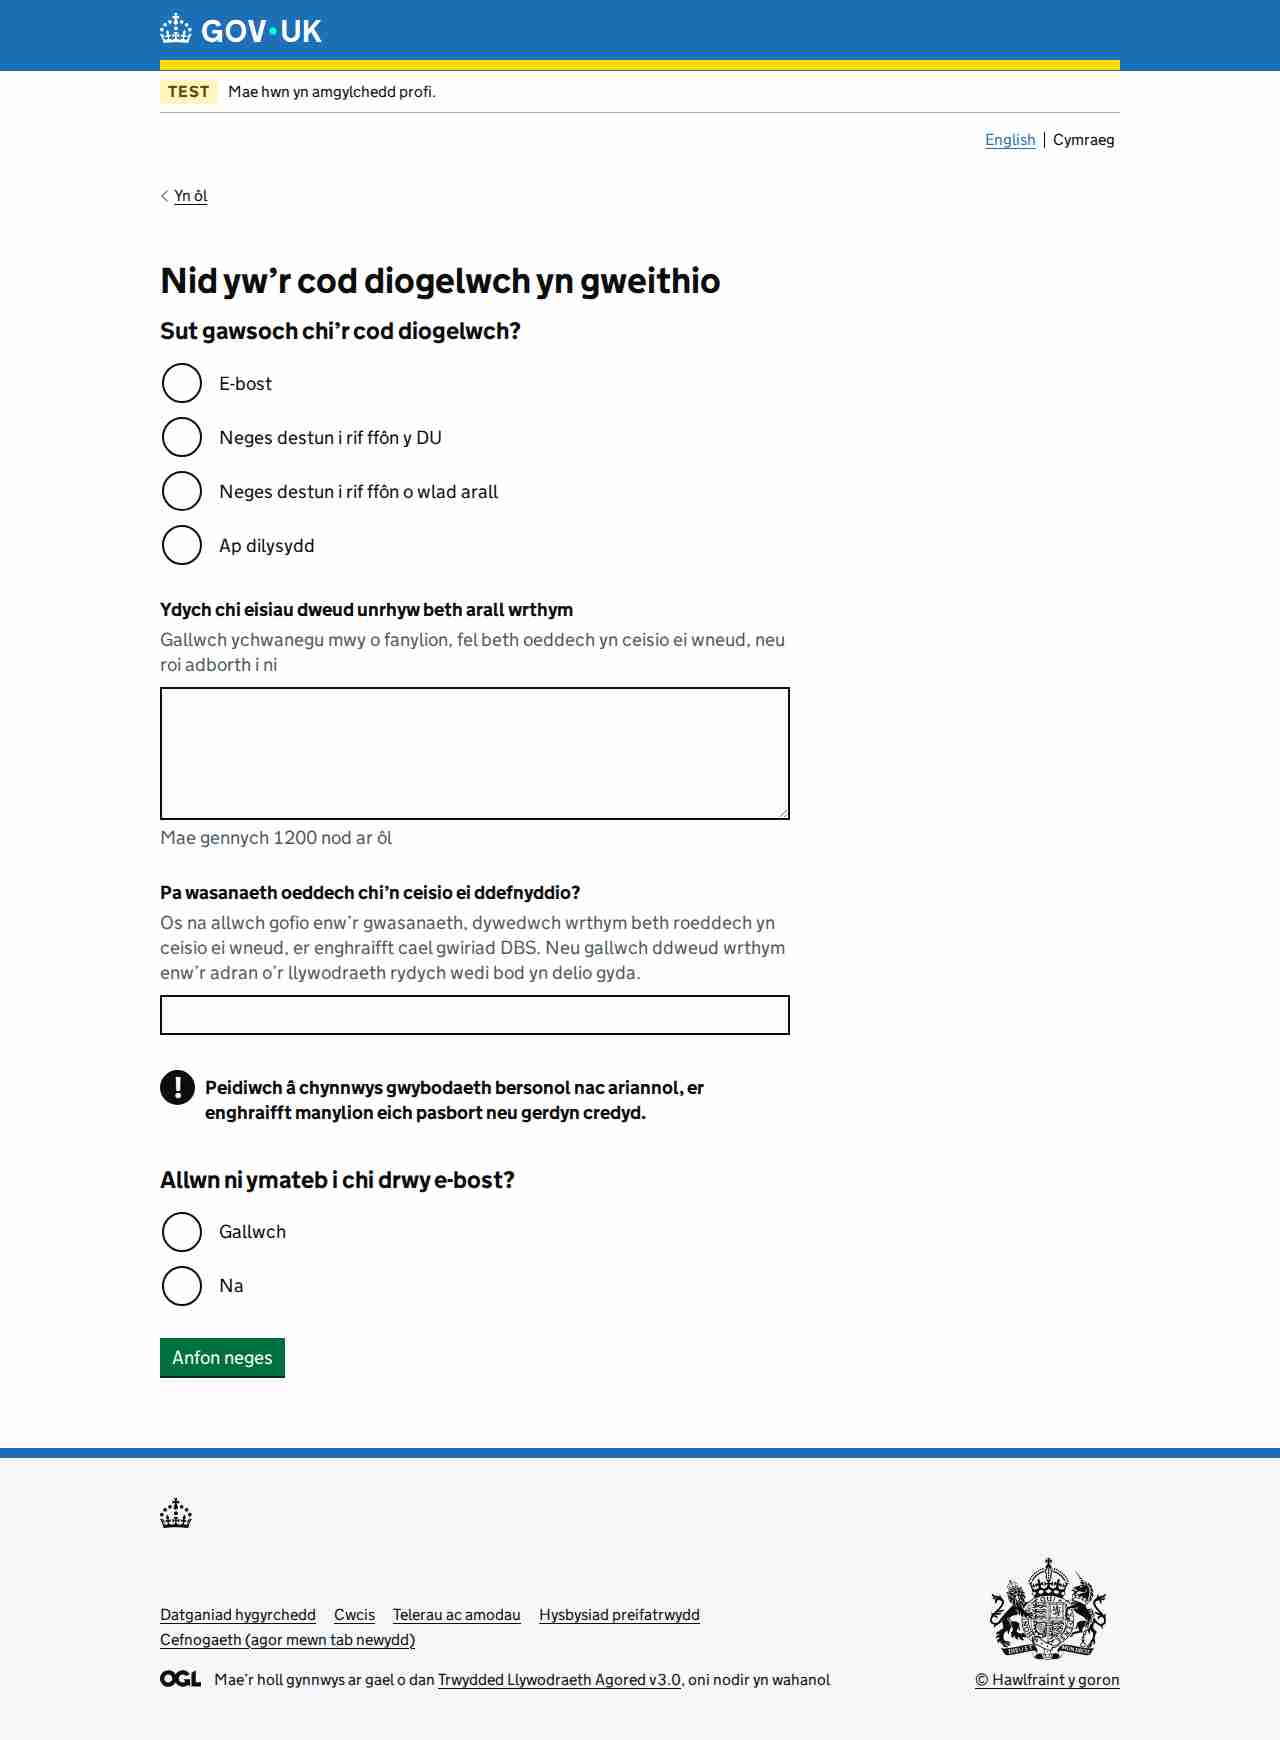 GOV·UK
TEST Mae hwn yn amgylchedd profi.
English | Cymraeg
Yn ôl
Nid yw’r cod diogelwch yn gweithio
Sut gawsoch chi’r cod diogelwch?
E-bost
Neges destun i rif ffôn y DU
Neges destun i rif ffôn o wlad arall
Ap dilysydd
Ydych chi eisiau dweud unrhyw beth arall wrthym
Gallwch ychwanegu mwy o fanylion, fel beth oeddech yn ceisio ei wneud, neu
roi adborth i ni
Mae gennych 1200 nod ar ôl
Pa wasanaeth oeddech chi’n ceisio ei ddefnyddio?
Os na allwch gofio enw’r gwasanaeth, dywedwch wrthym beth roeddech yn
ceisio ei wneud, er enghraifft cael gwiriad DBS. Neu gallwch ddweud wrthym
enw’r adran o’r llywodraeth rydych wedi bod yn delio gyda.
! Peidiwch â chynnwys gwybodaeth bersonol nac ariannol, er
enghraifft manylion eich pasbort neu gerdyn credyd.
Allwn ni ymateb i chi drwy e-bost?
Gallwch
Na
Anfon neges
Datganiad hygyrchedd Cwcis Telerau ac amodau Hysbysiad preifatrwydd
Cefnogaeth (agor mewn tab newydd)
OGL Mae’r holl gynnwys ar gael o dan Trwydded Llywodraeth Agored v3.0, oni nodir yn wahanol
© Hawlfraint y goron